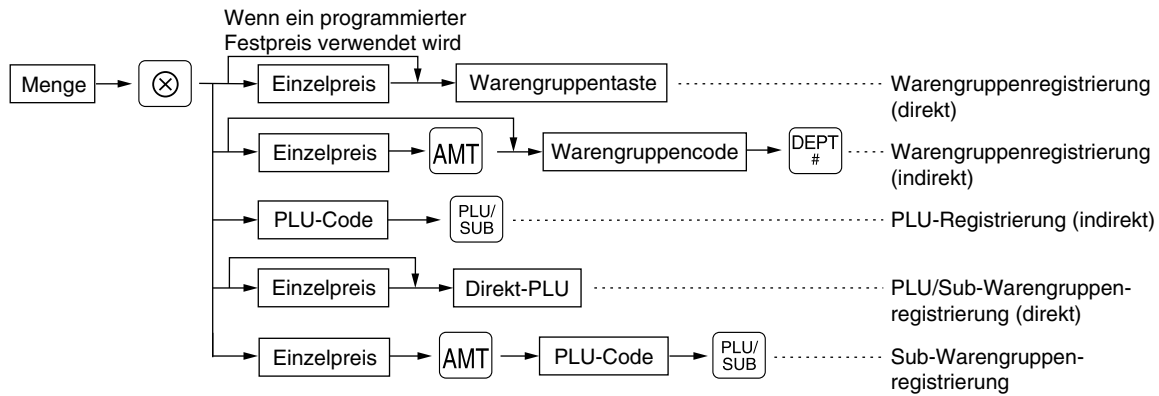 Wenn ein programmierter
Festpreis verwendet wird
Menge ⊗ Einzelpreis Warengruppentaste Warengruppenregistrierung
(direkt)
Einzelpreis AMT Warengruppencode DEPT # Warengruppenregistrierung
(indirekt)
PLU-Code PLU/ SUB PLU-Registrierung (indirekt)
Einzelpreis Direkt-PLU PLU/Sub-Warengruppen-
registrierung (direkt)
Einzelpreis AMT PLU-Code PLU/ SUB Sub-Warengruppen-
registrierung